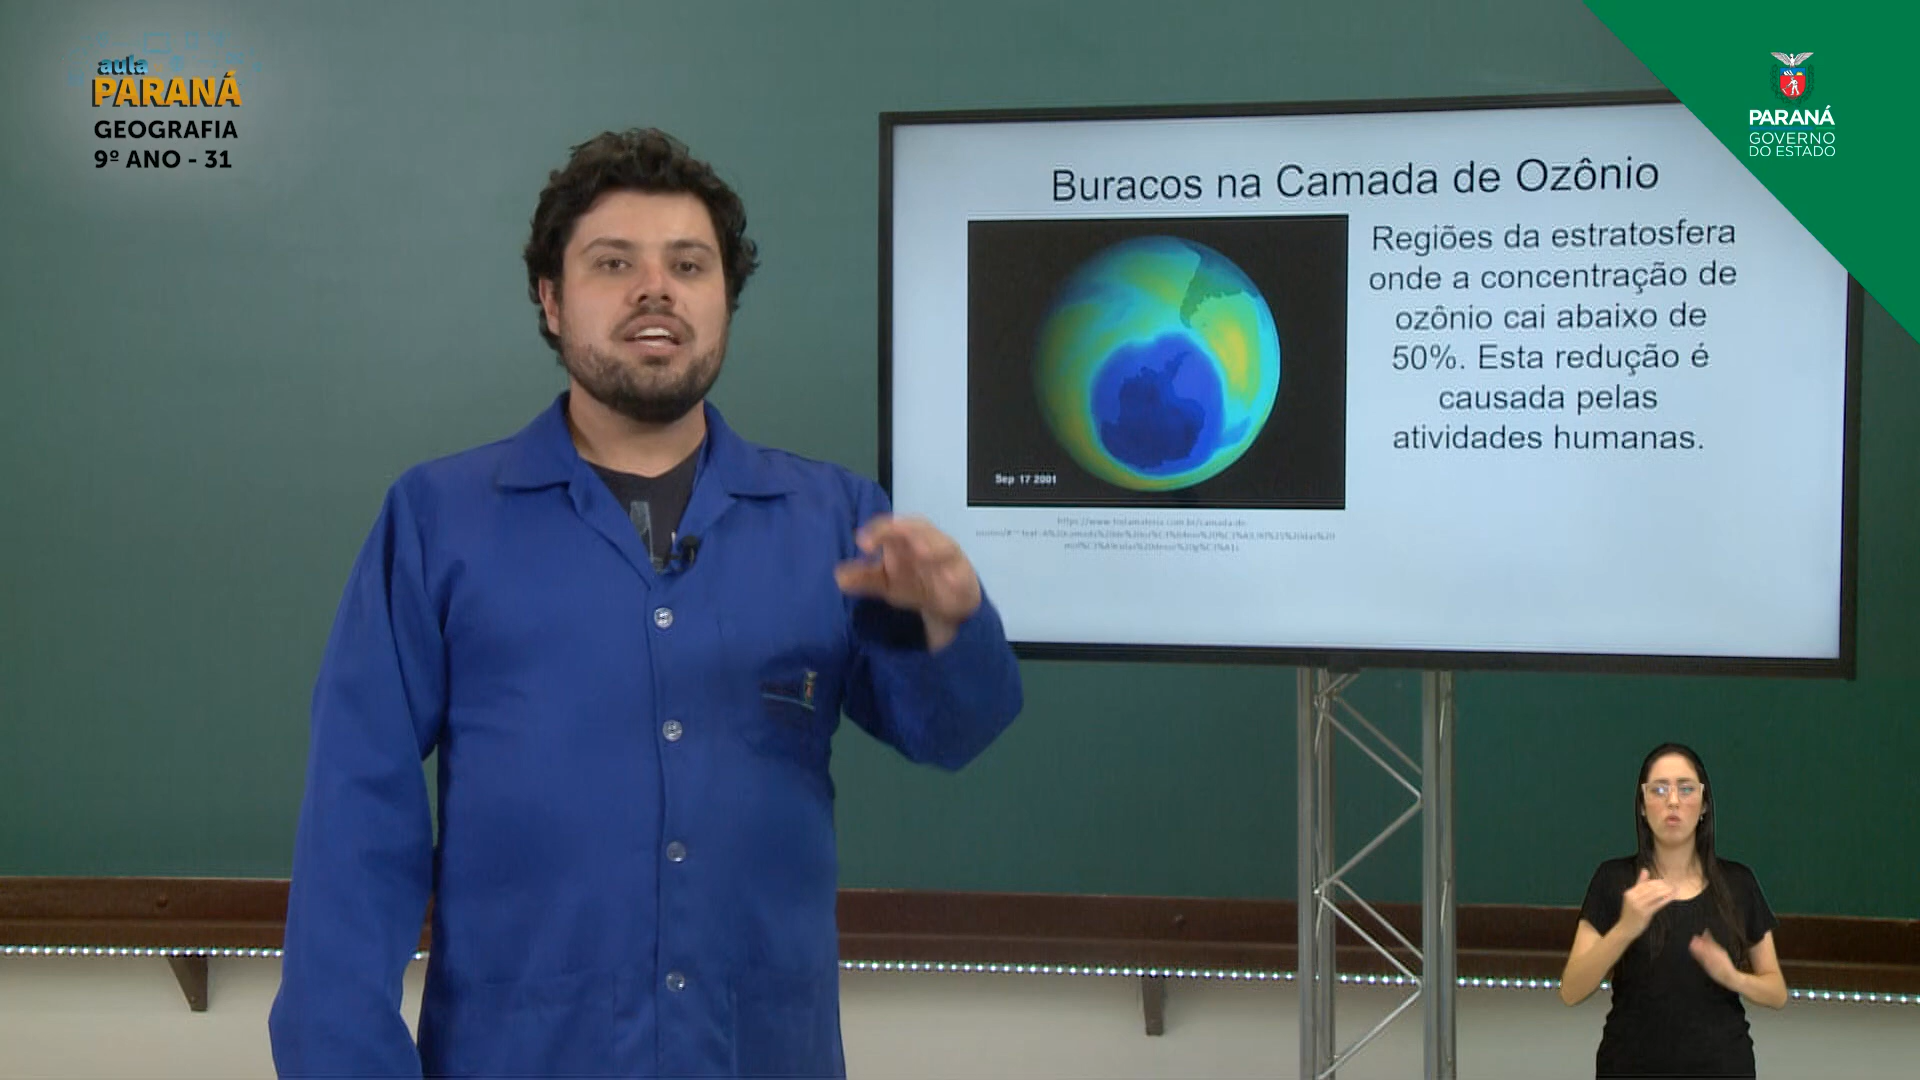 aula
PARANÁ
GEOGRAFIA
9º ANO - 31
PARANÁ
GOVERNO
DO ESTADO
Buracos na Camada de Ozônio
Regiões da estratosfera
onde a concentração de
ozônio cai abaixo de
50%. Esta redução é
causada pelas
atividades humanas.
Sep 17 2001